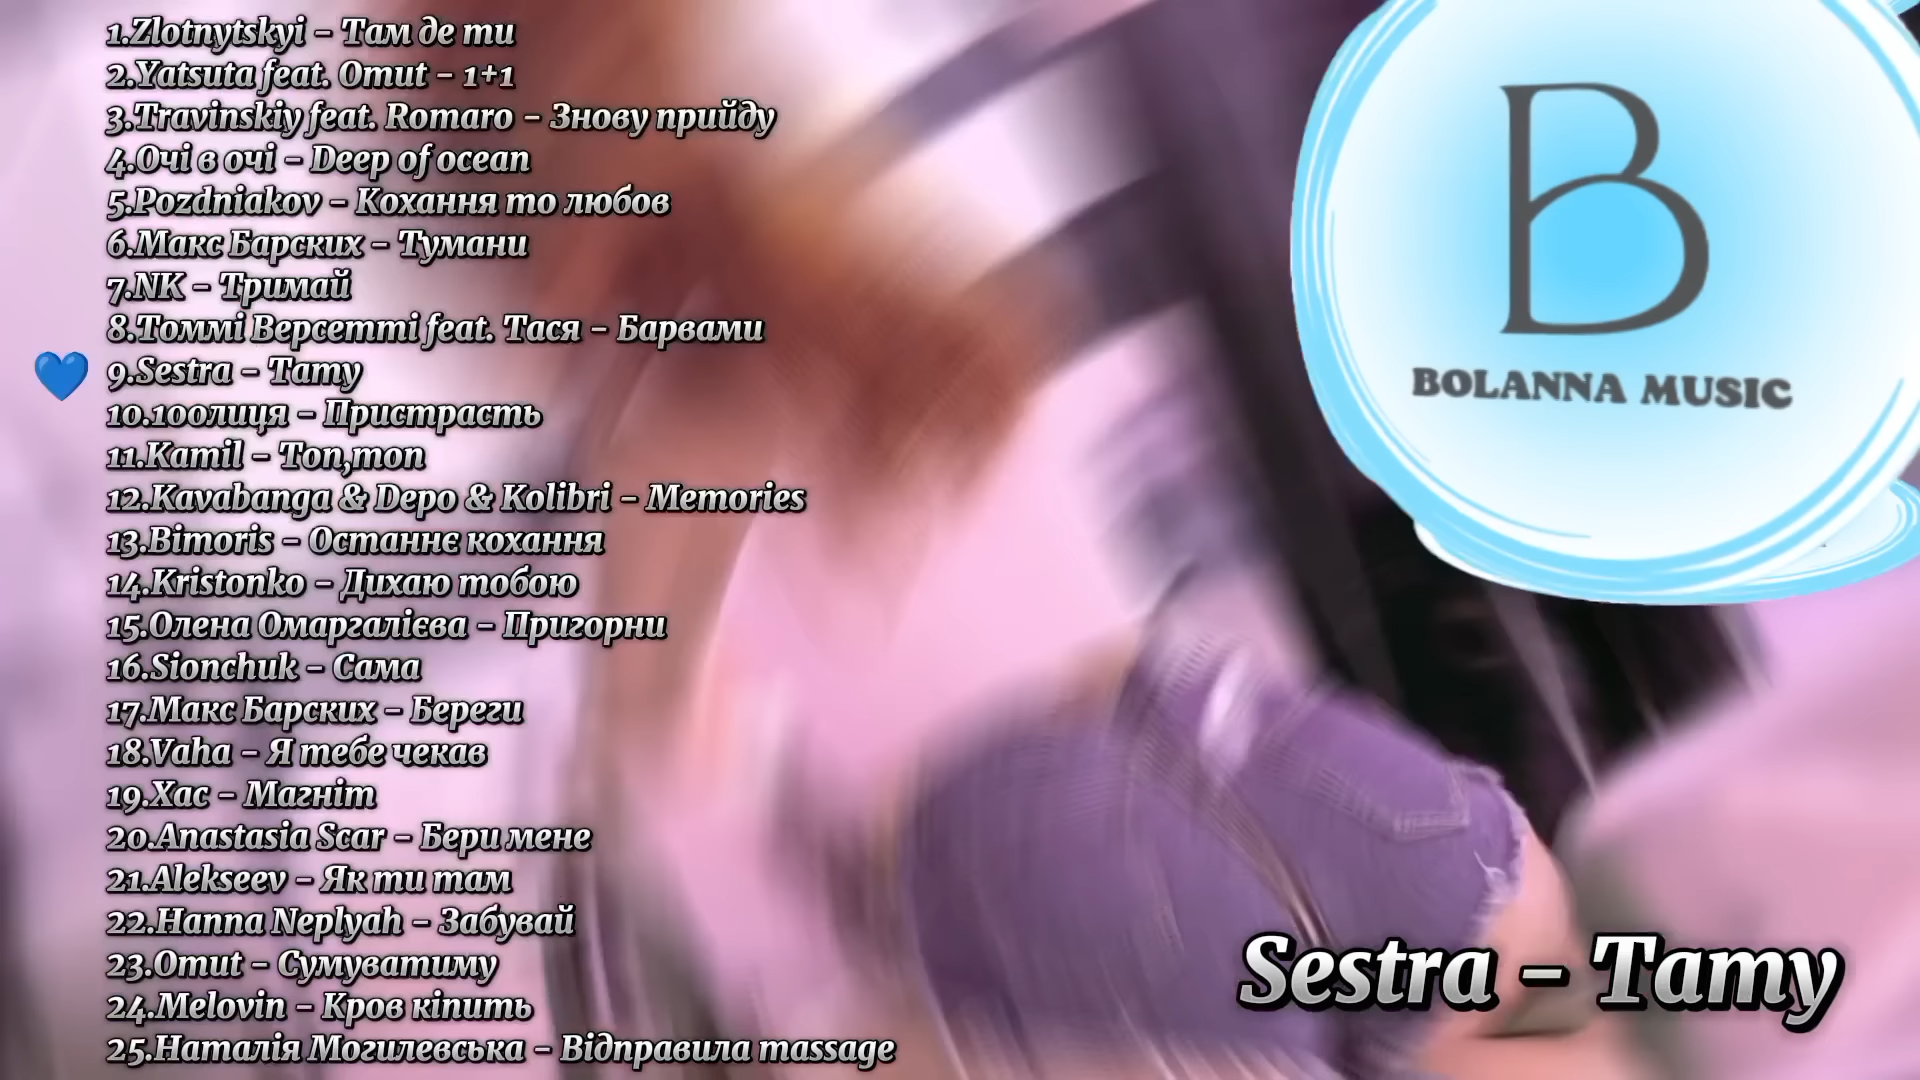 1.Zlotnytskyi - Там де ти
2.Yatsuta feat. Omut - 1+1
3.Travinskiy feat. Romaro - Знову прийду
4.Очі в очі - Deep of ocean
5.Pozdniakov - Кохання то любов
6.Макс Барских - Тумани
7.NK - Тримай
8.Томмі Версетті feat. Тася - Барвами
9.Sestra - Тату
10.100лиця - Пристрасть
11.Kamil - Топ,топ
12.Kavabanga & Depo & Kolibri - Memories
13.Bimoris - Останнє кохання
14.Kristonko - Дихаю тобою
15.Олена Омаргалієва - Пригорни
16.Sionchuk - Сама
17.Макс Барских - Береги
18.Vaha - Я тебе чекав
19.Хас - Магніт
20.Anastasia Scar - Бери мене
21.Alekseev - Як ти там
22.Hanna Neplyah - Забувай
23.Omut - Сумуватиму
24.Melovin - Кров кіпить
25.Наталія Могилевська - Відправила massage
B
BOLANNA MUSIC
Sestra - Тату